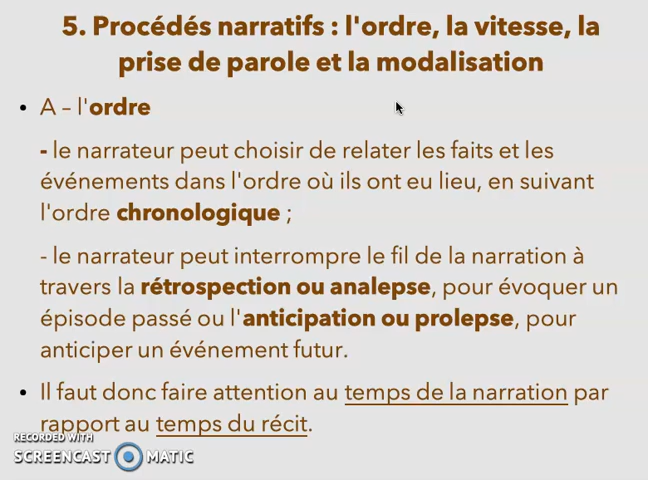 5. Procédés narratifs : l'ordre, la vitesse, la
prise de parole et la modalisation
• A – l'ordre
- le narrateur peut choisir de relater les faits et les
événements dans l'ordre où ils ont eu lieu, en suivant
l'ordre chronologique ;
- le narrateur peut interrompre le fil de la narration à
travers la rétrospection ou analepse, pour évoquer un
épisode passé ou l'anticipation ou prolepse, pour
anticiper un événement futur.
• Il faut donc faire attention au temps de la narration par
rapport au temps du récit.
RECORDED WITH
SCREENCAST MATIC